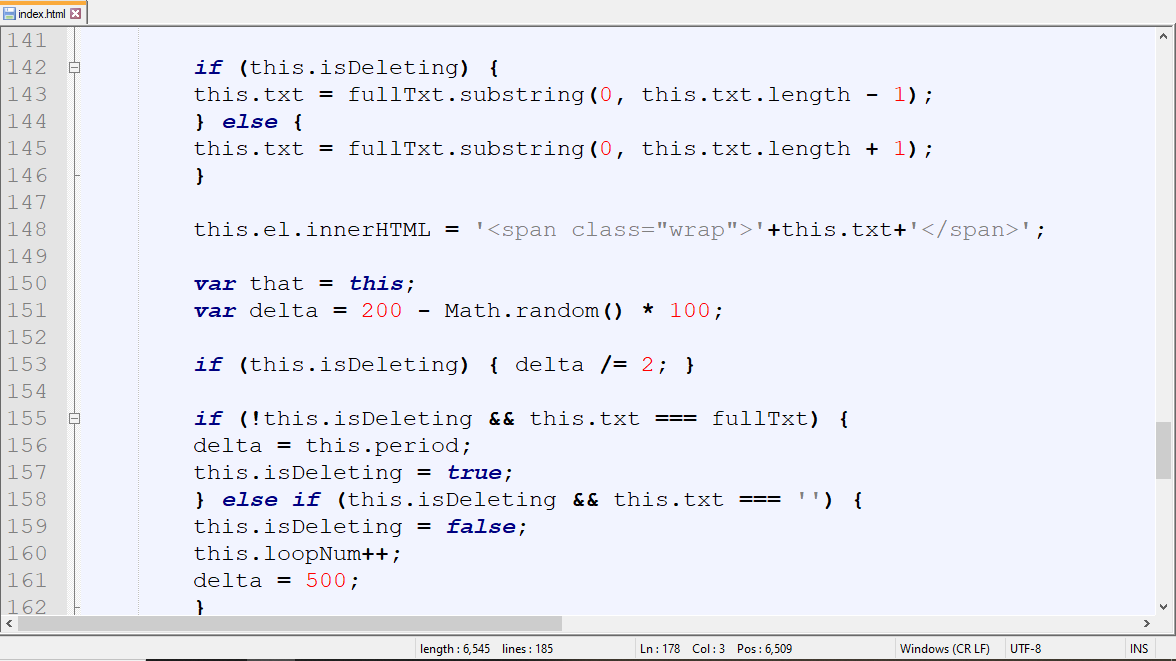 index.html
141
142 if (this.isDeleting) {
143 this.txt = fullTxt.substring(0, this.txt.length - 1);
144 } else {
145 this.txt = fullTxt.substring(0, this.txt.length + 1);
146 }
147
148 this.el.innerHTML = '<span class="wrap">'+this.txt+'</span>';
149
150 var that = this;
151 var delta = 200 - Math.random() * 100;
152
153 if (this.isDeleting) { delta /= 2; }
154
155 if (!this.isDeleting && this.txt === fullTxt) {
156 delta = this.period;
157 this.isDeleting = true;
158 } else if (this.isDeleting && this.txt === '') {
159 this.isDeleting = false;
160 this.loopNum++;
161 delta = 500;
162 }
length : 6,545 lines : 185 Ln : 178 Col : 3 Pos : 6,509 Windows (CR LF) UTF-8 INS